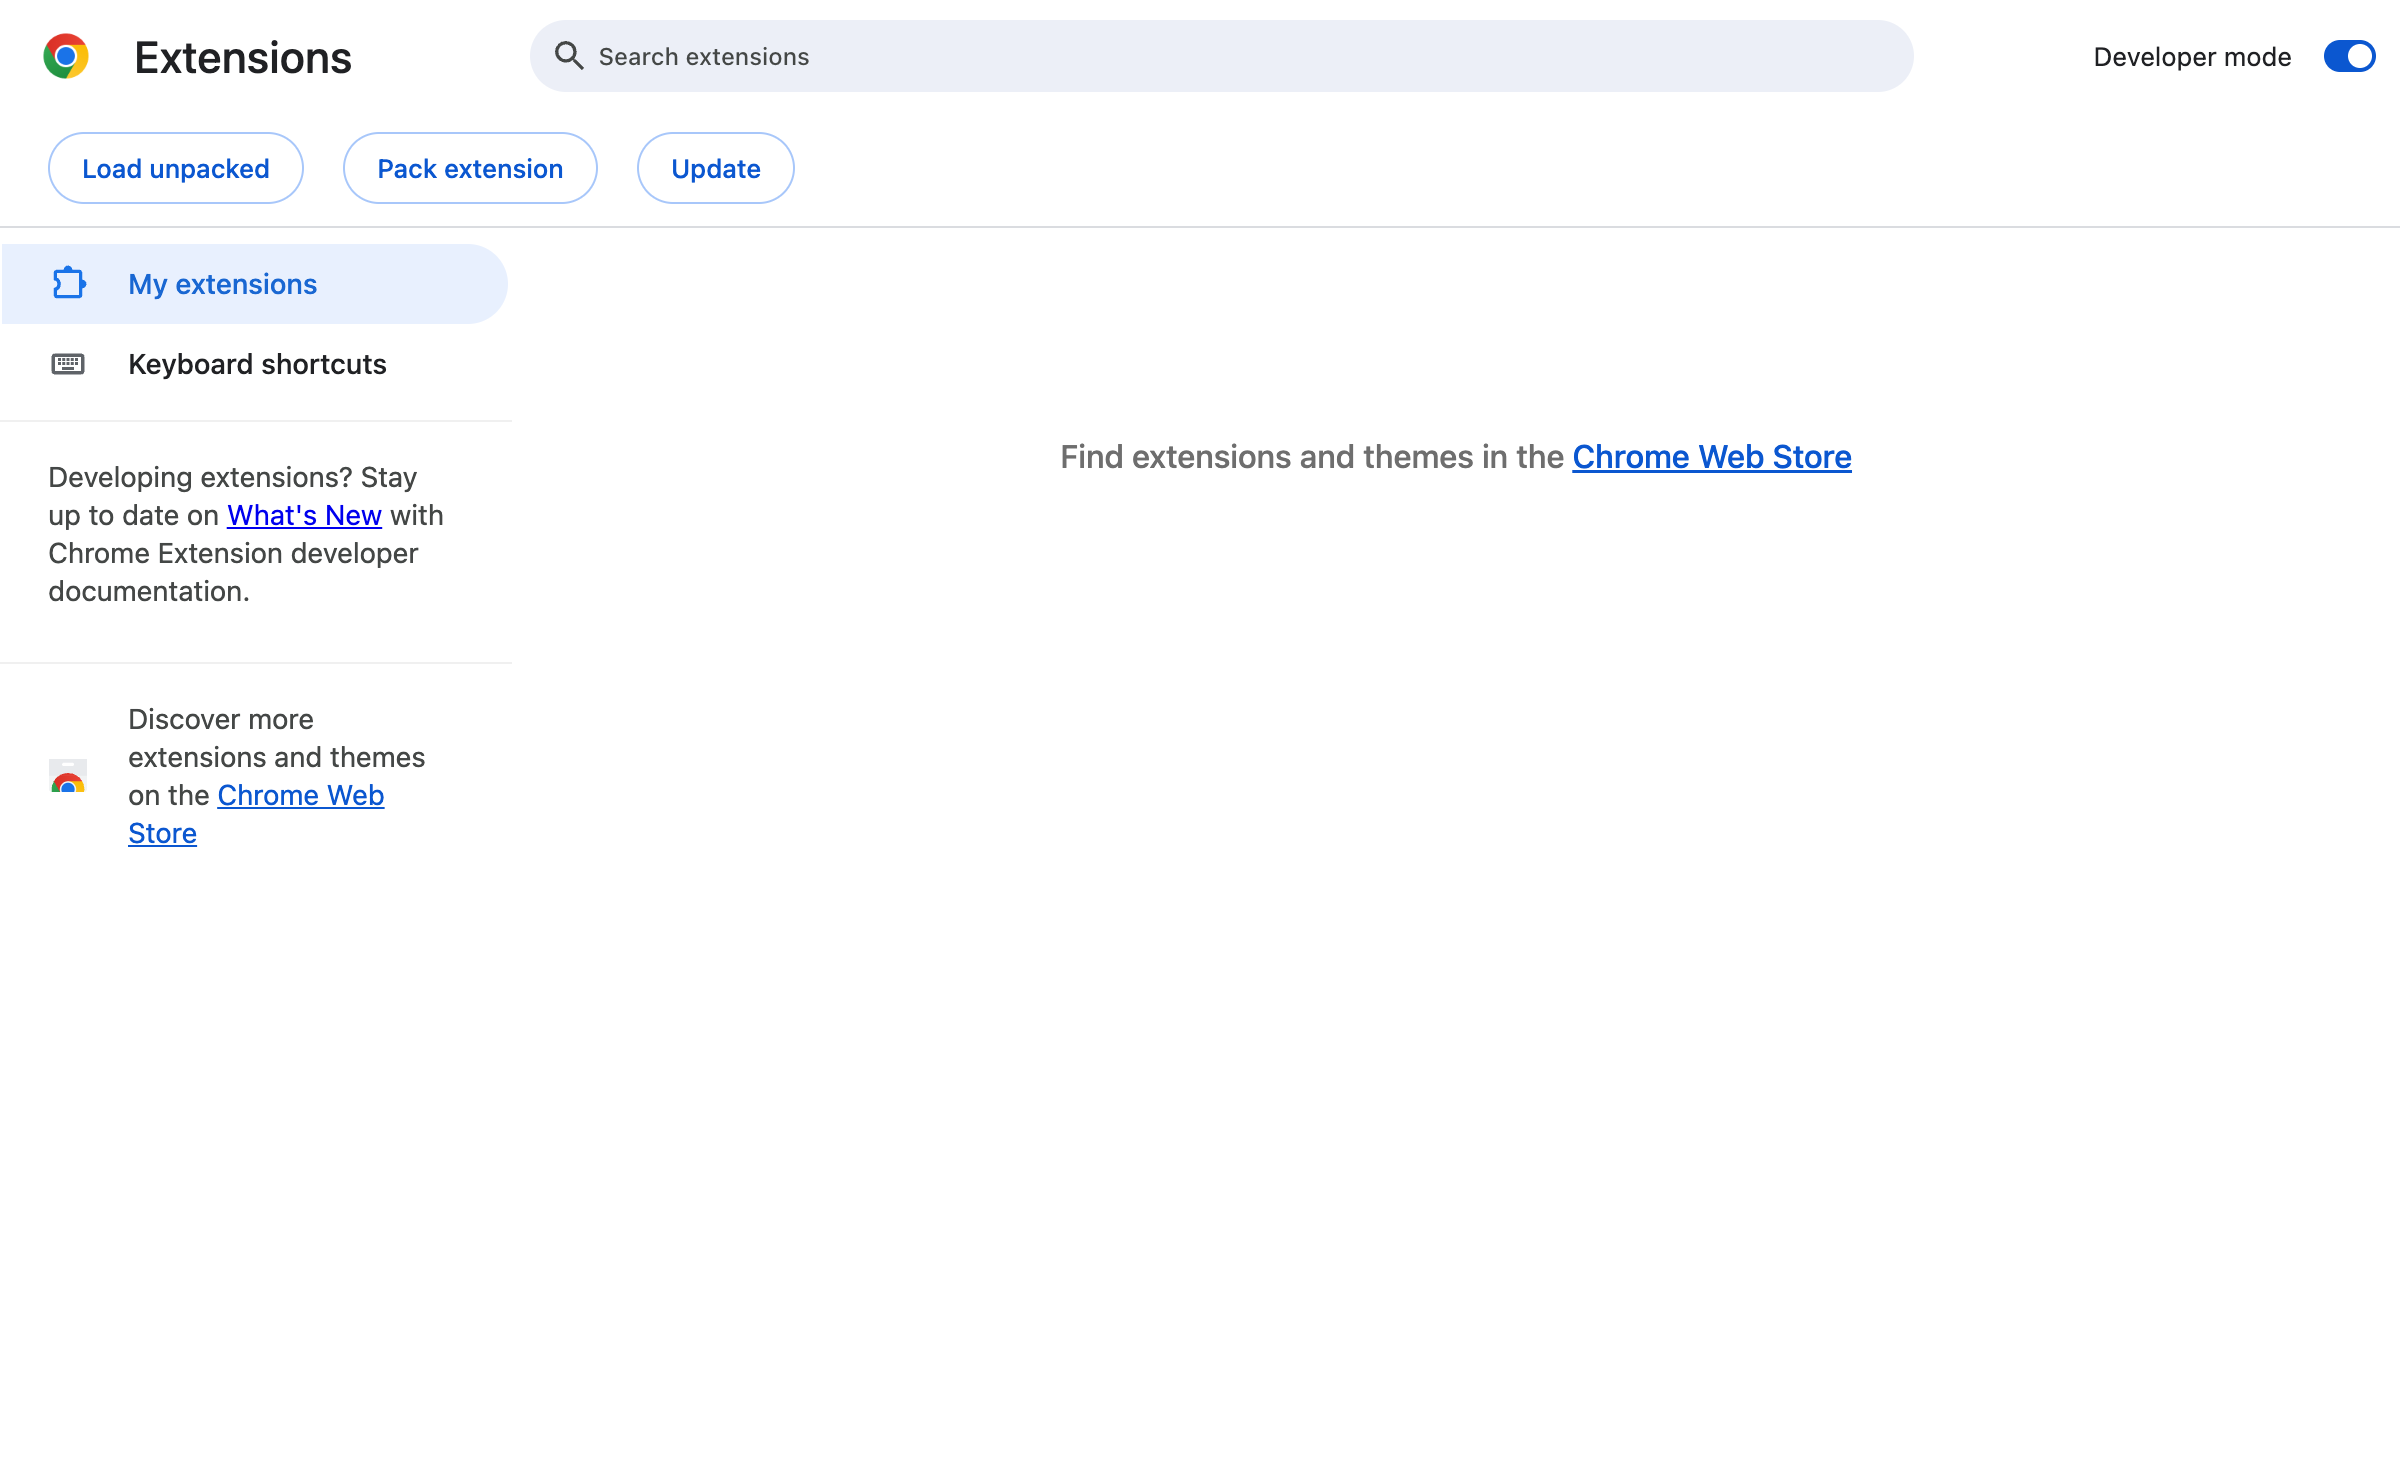 Extensions
Search extensions
Developer mode
Load unpacked
Pack extension
Update
My extensions
Keyboard shortcuts
Developing extensions? Stay
up to date on What's New with
Chrome Extension developer
documentation.
Discover more
extensions and themes
on the Chrome Web
Store
Find extensions and themes in the Chrome Web Store